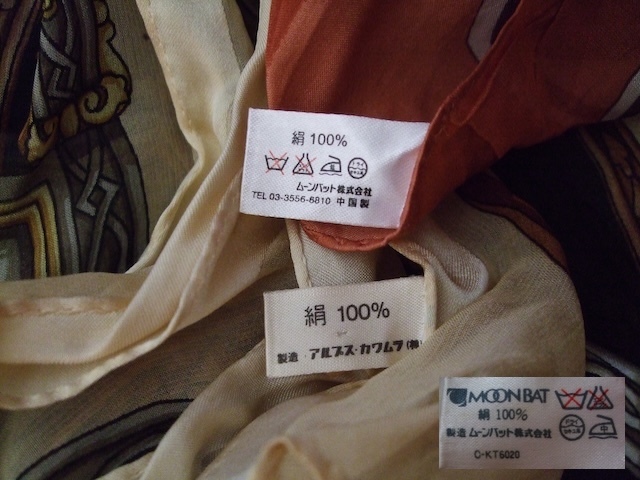 絹 100%
ムーンバット株式会社
TEL 03-3556-6810 中国製
絹 100%
製造 アルプス・カワムラ(株
MOONBAT
絹 100%
製造 ムーンバット株式会社
C-KT6020